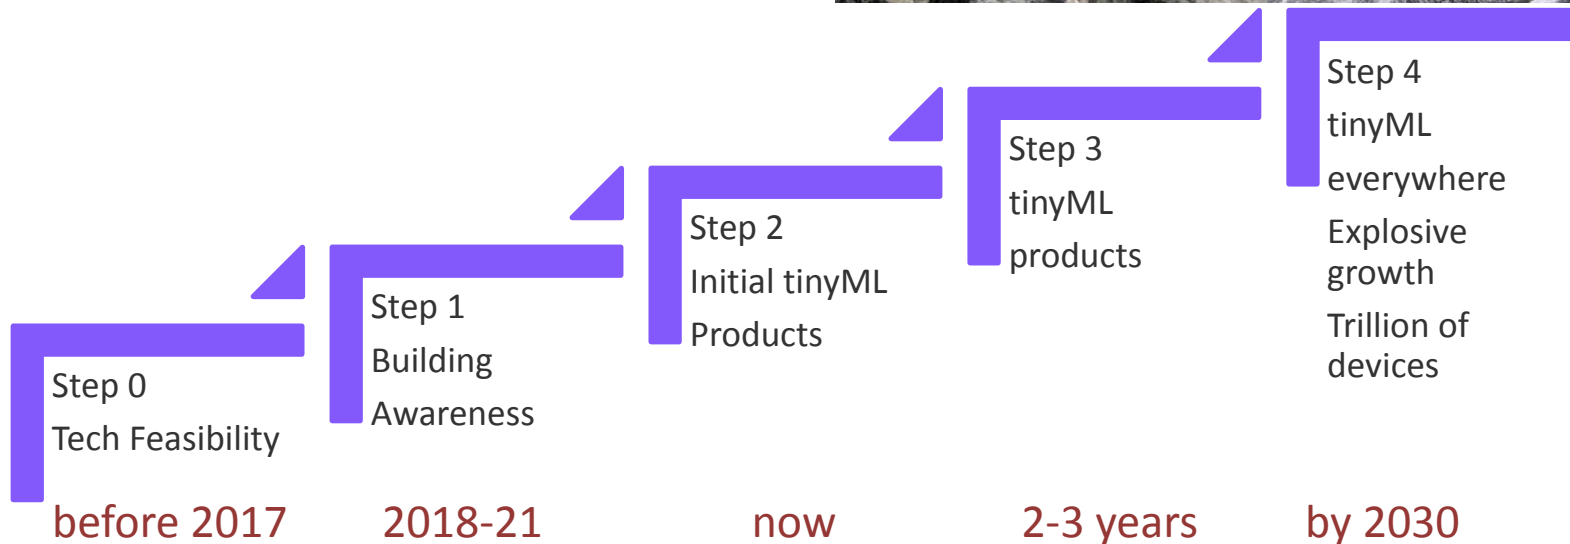 Step 0
Tech Feasibility
before 2017
Step 1
Building
Awareness
2018-21
Step 2
Initial tinyML
Products
now
Step 3
tinyML
products
2-3 years
Step 4
tinyML
everywhere
Explosive
growth
Trillion of
devices
by 2030